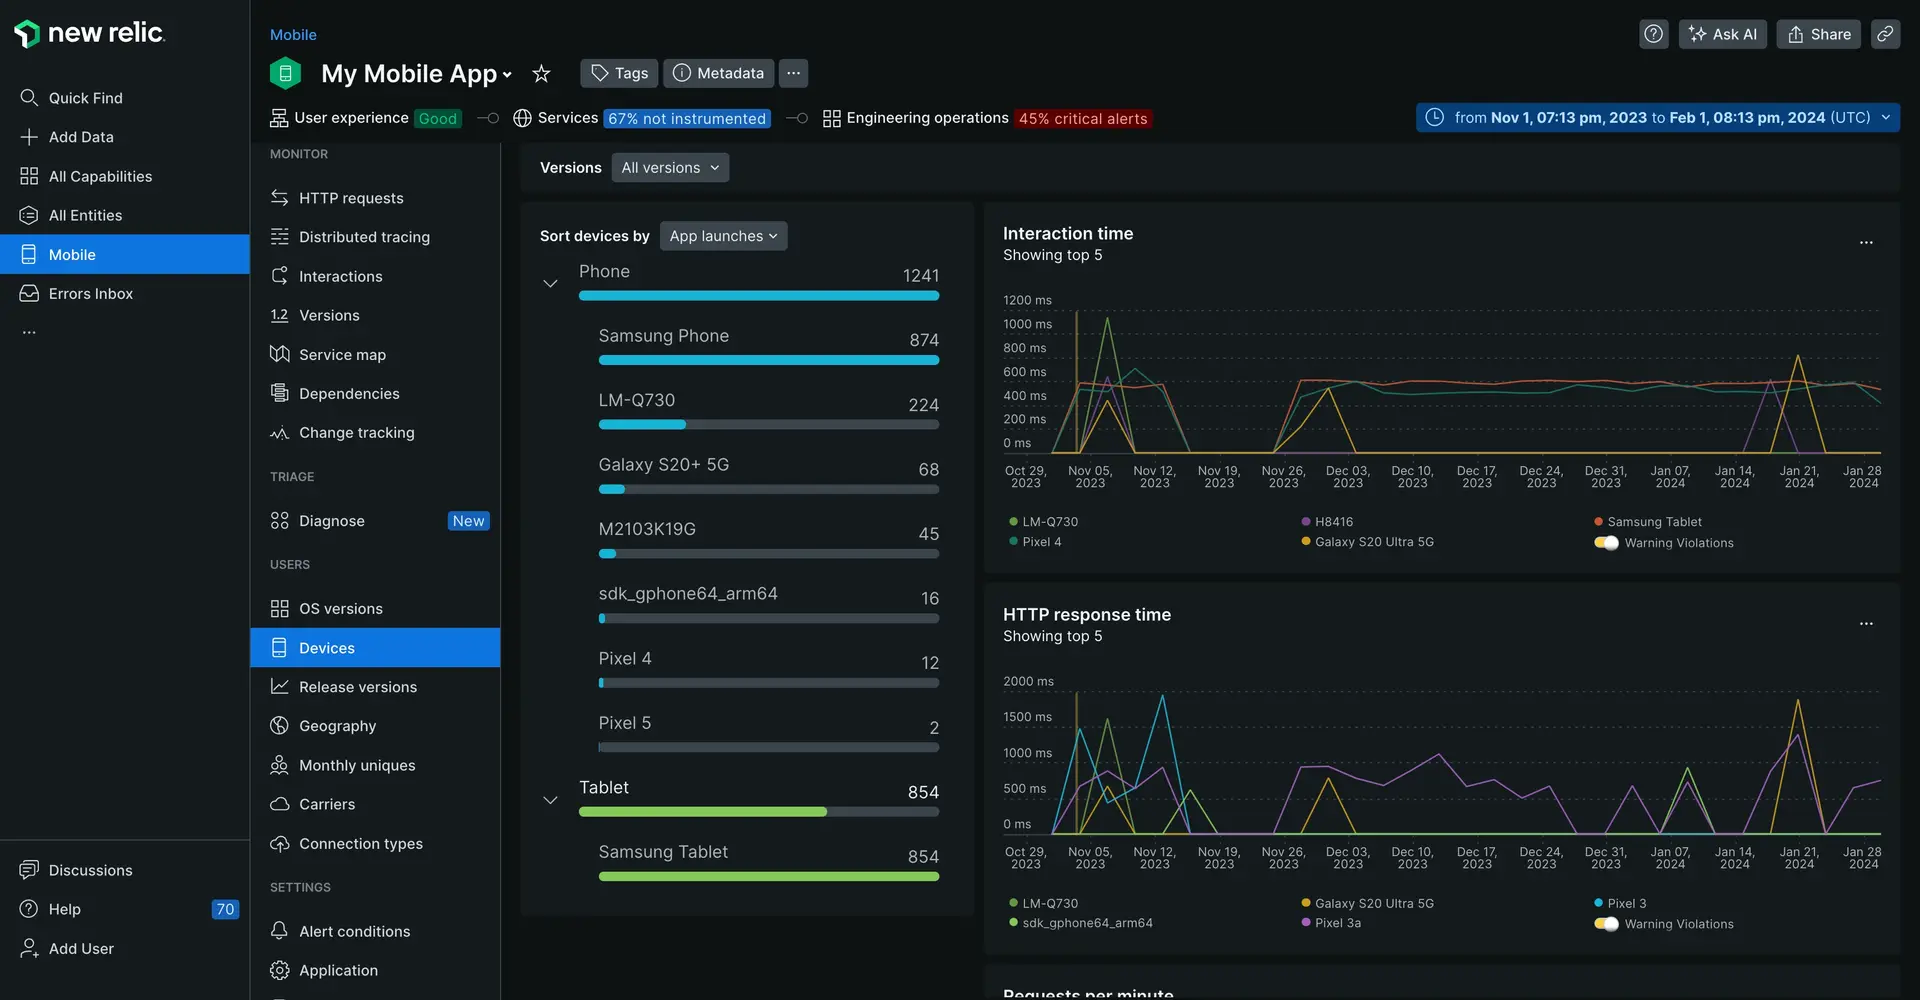 new relic
Quick Find
Add Data
All Capabilities
All Entities
Mobile
Errors Inbox
...
Discussions
Help 70
Add User
Mobile
My Mobile App
Tags
Metadata
...
Ask AI
Share
User experience Good
Services 67% not instrumented
Engineering operations 45% critical alerts
from Nov 1, 07:13 pm, 2023 to Feb 1, 08:13 pm, 2024 (UTC)
MONITOR
HTTP requests
Distributed tracing
Interactions
1.2 Versions
Service map
Dependencies
Change tracking
TRIAGE
Diagnose New
USERS
OS versions
Devices
Release versions
Geography
Monthly uniques
Carriers
Connection types
SETTINGS
Alert conditions
Application
Versions All versions
Sort devices by App launches
Phone 1241
Samsung Phone 874
LM-Q730 224
Galaxy S20+ 5G 68
M2103K19G 45
sdk_gphone64_arm64 16
Pixel 4 12
Pixel 5 2
Tablet 854
Samsung Tablet 854
Interaction time
Showing top 5
...
1200 ms
1000 ms
800 ms
600 ms
400 ms
200 ms
0 ms
Oct 29, Nov 05, Nov 12, Nov 19, Nov 26, Dec 03, Dec 10, Dec 17, Dec 24, Dec 31, Jan 07, Jan 14, Jan 21, Jan 28
2023 2023 2023 2023 2023 2023 2023 2023 2023 2023 2024 2024 2024 2024
LM-Q730 H8416 Samsung Tablet
Pixel 4 Galaxy S20 Ultra 5G Warning Violations
HTTP response time
Showing top 5
...
2000 ms
1500 ms
1000 ms
500 ms
0 ms
Oct 29, Nov 05, Nov 12, Nov 19, Nov 26, Dec 03, Dec 10, Dec 17, Dec 24, Dec 31, Jan 07, Jan 14, Jan 21, Jan 28
2023 2023 2023 2023 2023 2023 2023 2023 2023 2023 2024 2024 2024 2024
LM-Q730 Galaxy S20 Ultra 5G Pixel 3
sdk_gphone64_arm64 Pixel 3a Warning Violations
Requests per minute